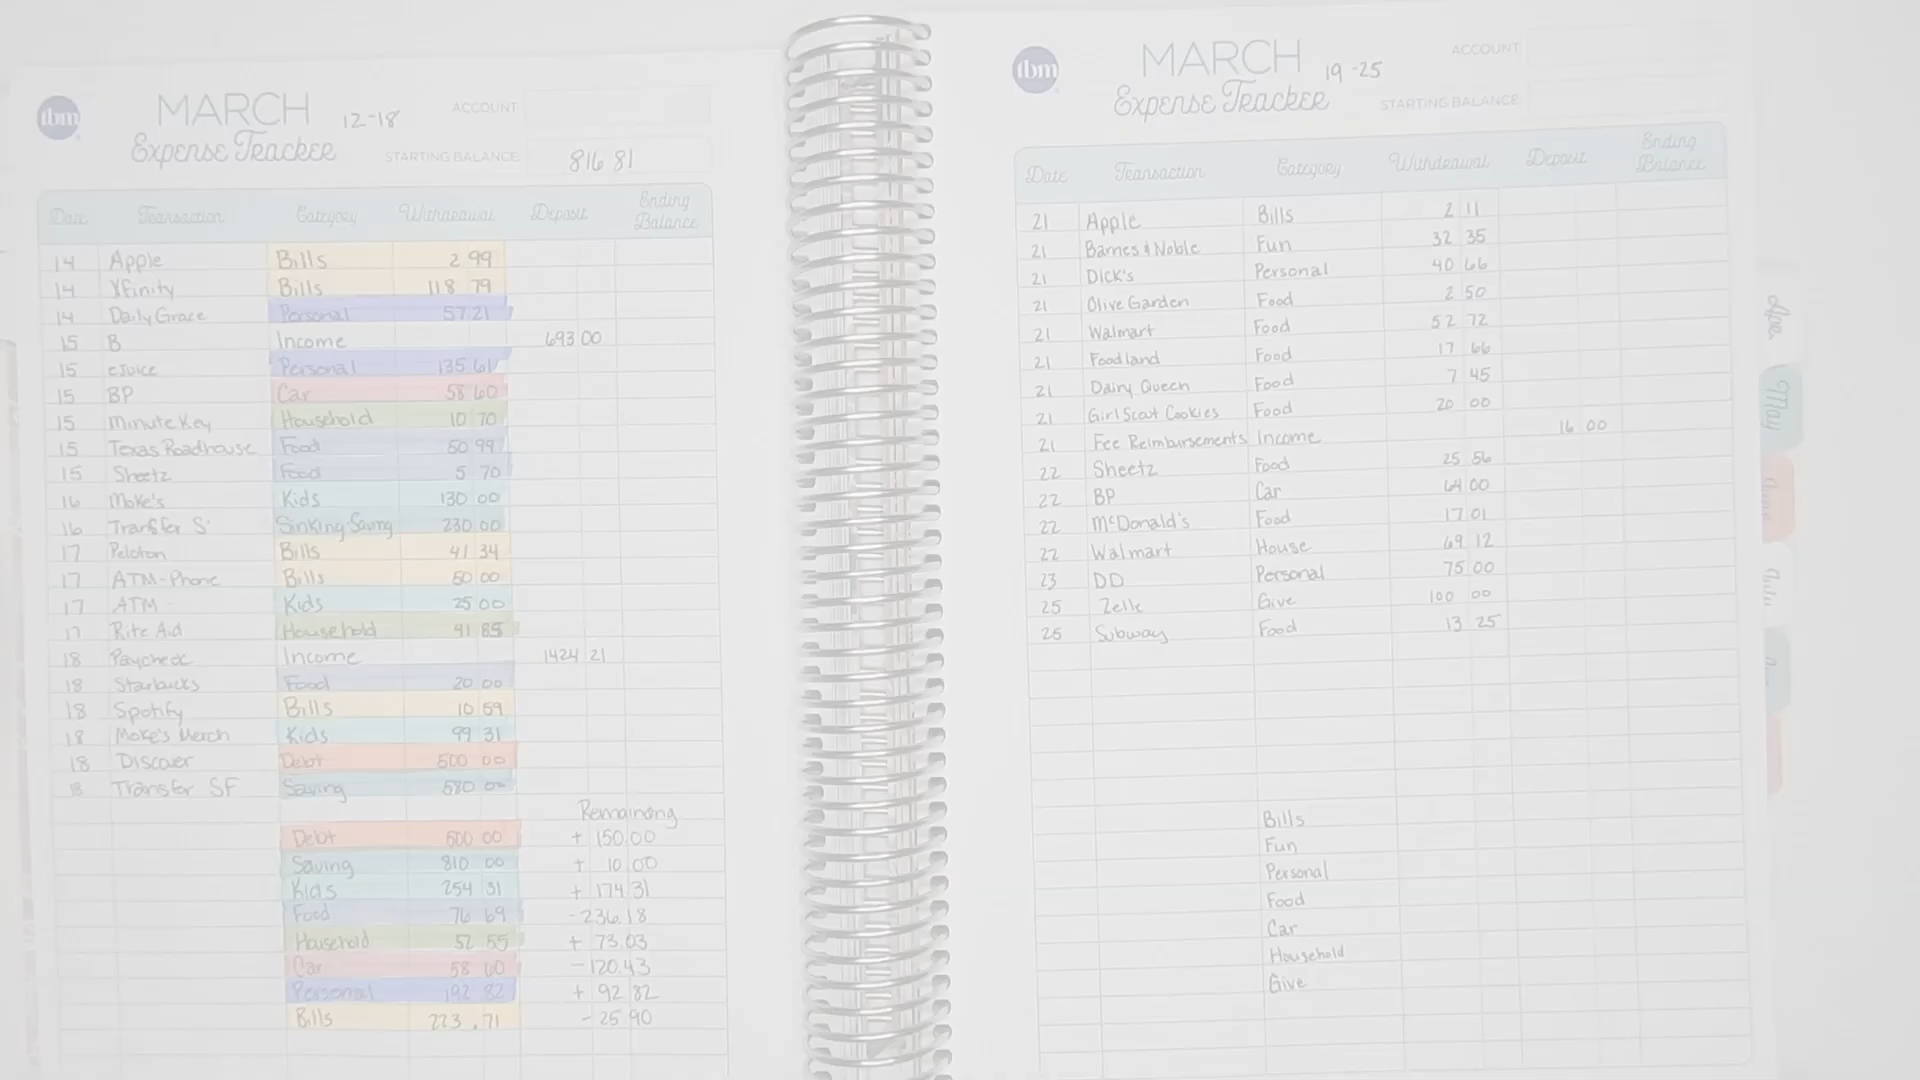 tbm
MARCH 12-18
Expense Tracker
ACCOUNT:
STARTING BALANCE: 816 81
Date Transaction Category Withdrawal Deposit Ending Balance
14 Apple Bills 2 99
14 Xfinity Bills 118 79
14 Daily Grace Personal 57 21
15 B Income 693 00
15 eJuice Personal 135 61
15 BP Car 58 60
15 Minute Key Household 10 70
15 Texas Roadhouse Food 50 99
15 Sheetz Food 5 70
16 Moke's Kids 130 00
16 Transfer S Sinking Saving 230 00
17 Peloton Bills 41 34
17 ATM-Phone Bills 50 00
17 ATM - Kids 25 00
17 Rite Aid Household 41 85
18 Paycheck Income 1424 21
18 Starbucks Food 20 00
18 Spotify Bills 10 59
18 Moke's Merch Kids 99 31
18 Discover Debt 500 00
18 Transfer SF Saving 580 00
Remaining
Debt 500 00 + 150.00
Saving 810 00 + 10.00
Kids 254 31 + 174.31
Food 76 69 - 236.18
Household 52 55 + 73.03
Car 58 60 - 120.43
Personal 192 82 + 92 82
Bills 223.71 - 25 90
tbm
MARCH 19-25
Expense Tracker
ACCOUNT:
STARTING BALANCE:
Date Transaction Category Withdrawal Deposit Ending Balance
21 Apple Bills 2 11
21 Barnes & Noble Fun 32 35
21 Dick's Personal 40 66
21 Olive Garden Food 2 50
21 Walmart Food 52 72
21 Foodland Food 17 66
21 Dairy Queen Food 7 45
21 Girl Scout Cookies Food 20 00
21 Fee Reimbursements Income 16 00
22 Sheetz Food 25 56
22 BP Car 64 00
22 McDonald's Food 17 01
22 Walmart House 69 12
23 DD Personal 75 00
25 Zelle Give 100 00
25 Subway Food 13 25
Bills
Fun
Personal
Food
Car
Household
Give
Apr
May
June
July